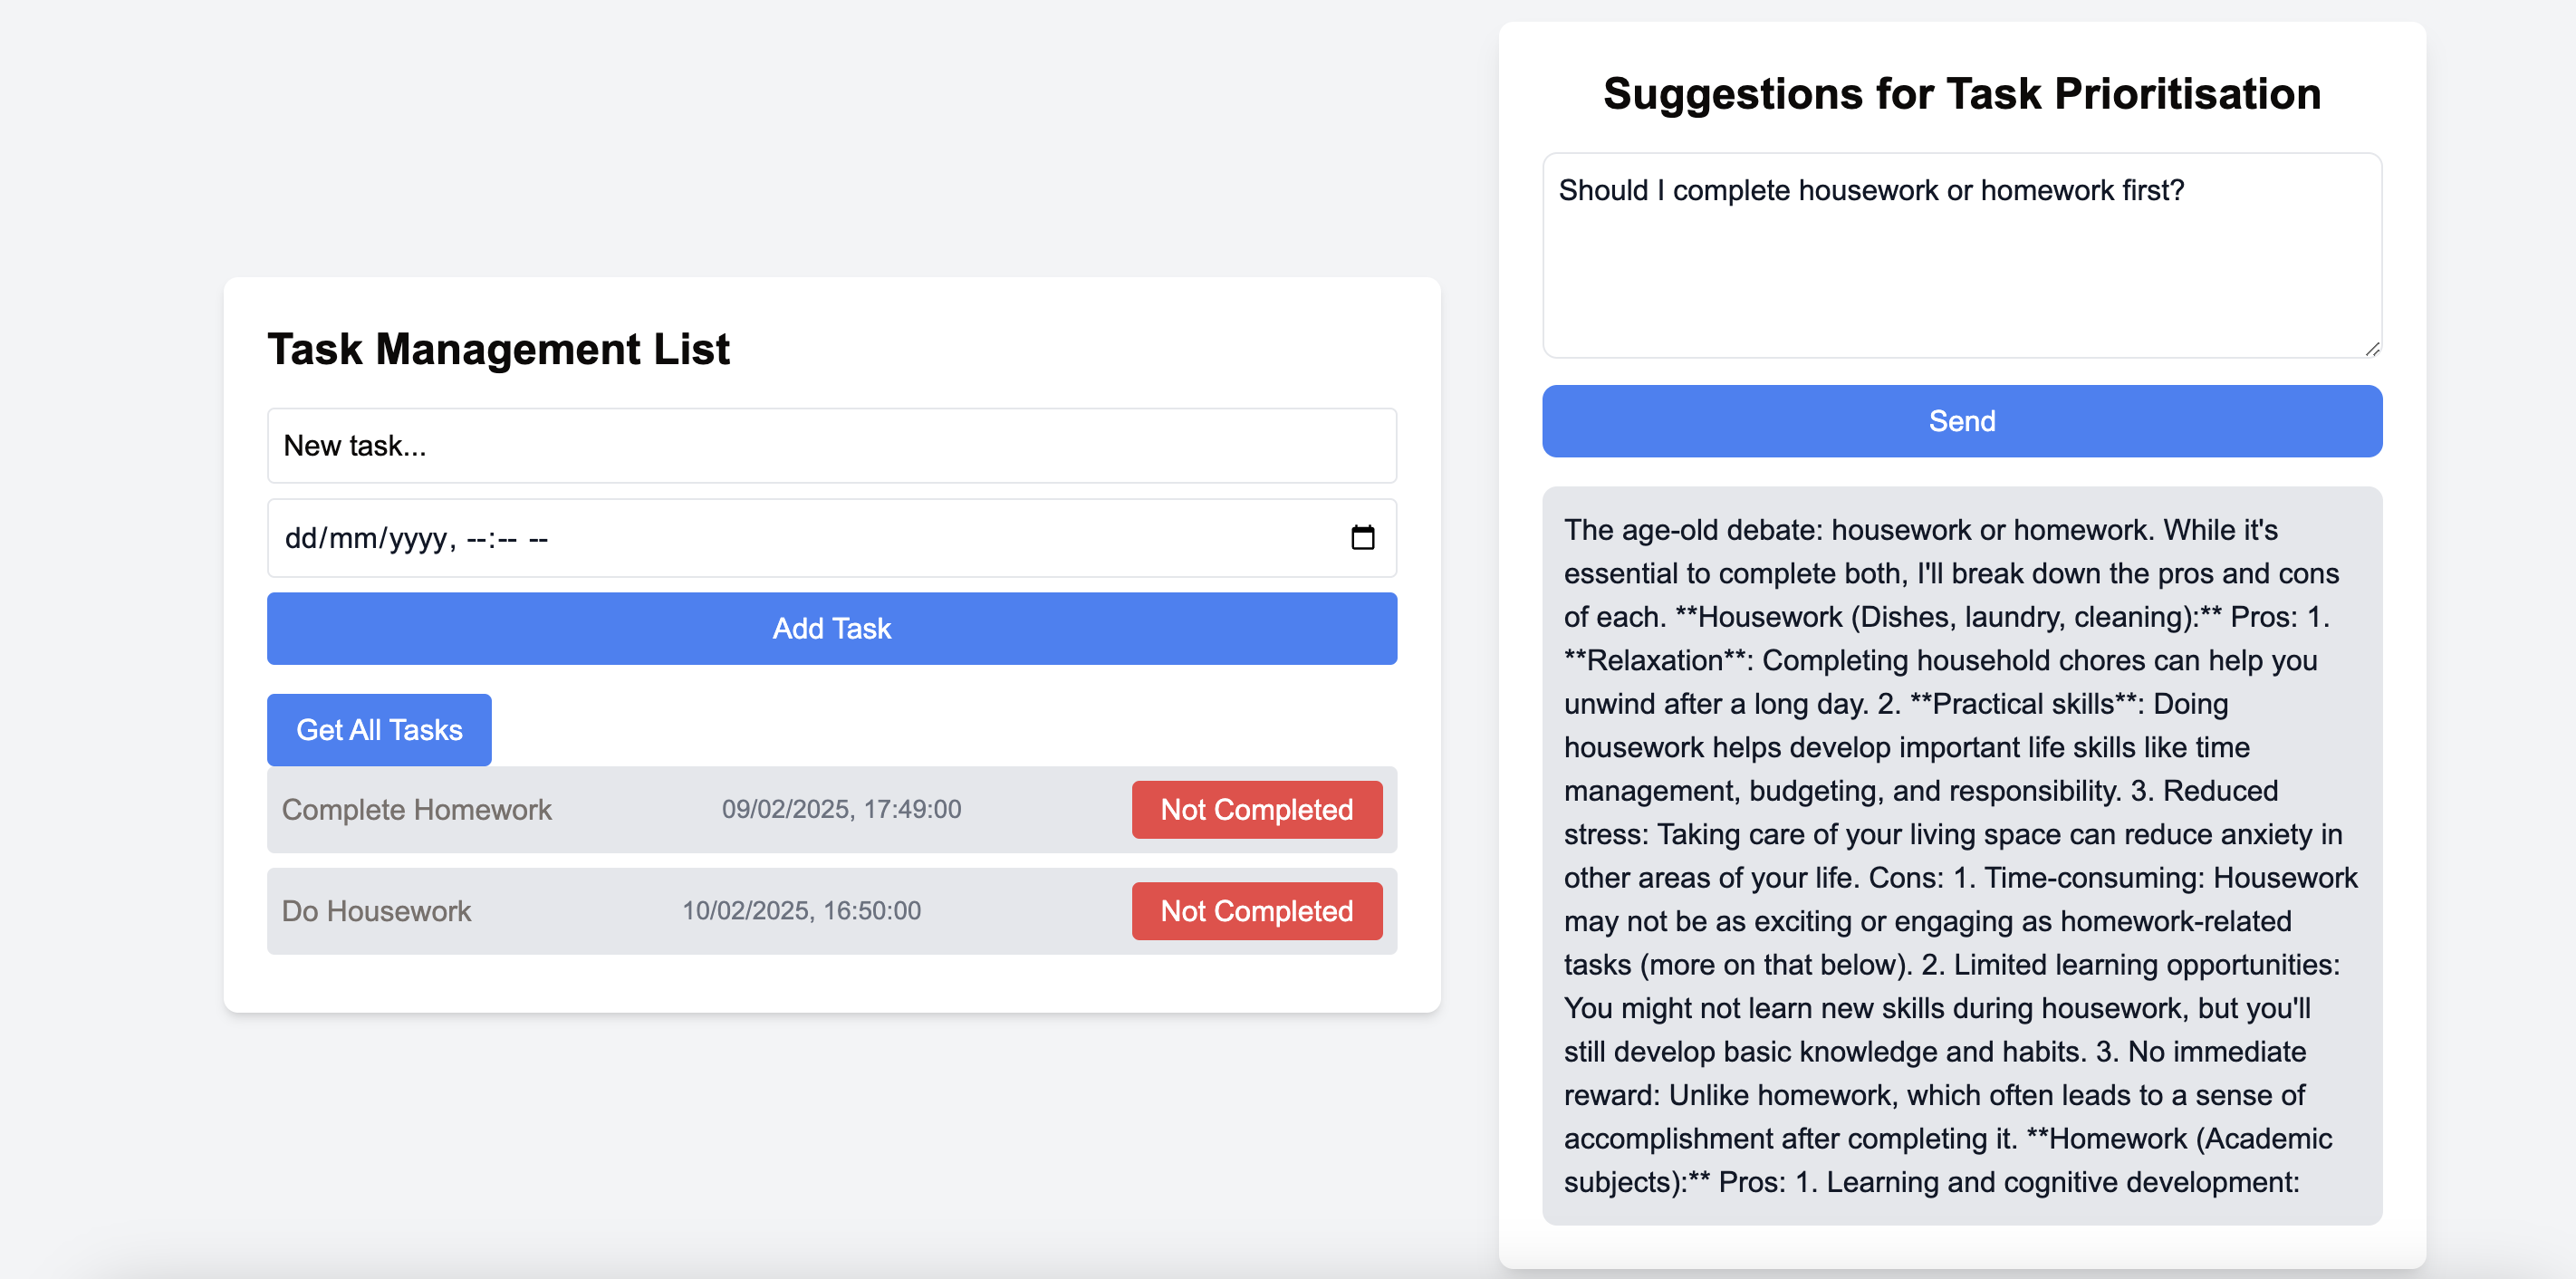 Task Management List
New task...
dd/mm/yyyy, --:-- --
Add Task
Get All Tasks
Complete Homework 09/02/2025, 17:49:00 Not Completed
Do Housework 10/02/2025, 16:50:00 Not Completed
Suggestions for Task Prioritisation
Should I complete housework or homework first?
Send
The age-old debate: housework or homework. While it's
essential to complete both, I'll break down the pros and cons
of each. **Housework (Dishes, laundry, cleaning):** Pros: 1.
**Relaxation**: Completing household chores can help you
unwind after a long day. 2. **Practical skills**: Doing
housework helps develop important life skills like time
management, budgeting, and responsibility. 3. Reduced
stress: Taking care of your living space can reduce anxiety in
other areas of your life. Cons: 1. Time-consuming: Housework
may not be as exciting or engaging as homework-related
tasks (more on that below). 2. Limited learning opportunities:
You might not learn new skills during housework, but you'll
still develop basic knowledge and habits. 3. No immediate
reward: Unlike homework, which often leads to a sense of
accomplishment after completing it. **Homework (Academic
subjects):** Pros: 1. Learning and cognitive development: